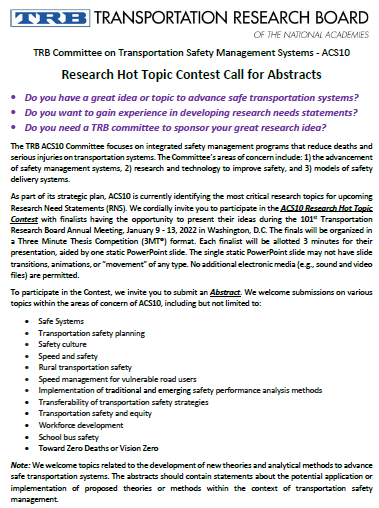 TRB TRANSPORTATION RESEARCH BOARD
OF THE NATIONAL ACADEMIES
TRB Committee on Transportation Safety Management Systems - ACS10
Research Hot Topic Contest Call for Abstracts
• Do you have a great idea or topic to advance safe transportation systems?
• Do you want to gain experience in developing research needs statements?
• Do you need a TRB committee to sponsor your great research idea?
The TRB ACS10 Committee focuses on integrated safety management programs that reduce deaths and
serious injuries on transportation systems. The Committee's areas of concern include: 1) the advancement
of safety management systems, 2) research and technology to improve safety, and 3) models of safety
delivery systems.
As part of its strategic plan, ACS10 is currently identifying the most critical research topics for upcoming
Research Need Statements (RNS). We cordially invite you to participate in the ACS10 Research Hot Topic
Contest with finalists having the opportunity to present their ideas during the 101st Transportation
Research Board Annual Meeting, January 9 - 13, 2022 in Washington, D.C. The finals will be organized in
a Three Minute Thesis Competition (3MT®) format. Each finalist will be allotted 3 minutes for their
presentation, aided by one static PowerPoint slide. The single static PowerPoint slide may not have slide
transitions, animations, or "movement" of any type. No additional electronic media (e.g., sound and video
files) are permitted.
To participate in the Contest, we invite you to submit an Abstract. We welcome submissions on various
topics within the areas of concern of ACS10, including but not limited to:
• Safe Systems
• Transportation safety planning
• Safety culture
• Speed and safety
• Rural transportation safety
• Speed management for vulnerable road users
• Implementation of traditional and emerging safety performance analysis methods
• Transferability of transportation safety strategies
• Transportation safety and equity
• Workforce development
• School bus safety
• Toward Zero Deaths or Vision Zero
Note: We welcome topics related to the development of new theories and analytical methods to advance
safe transportation systems. The abstracts should contain statements about the potential application or
implementation of proposed theories or methods within the context of transportation safety
management.